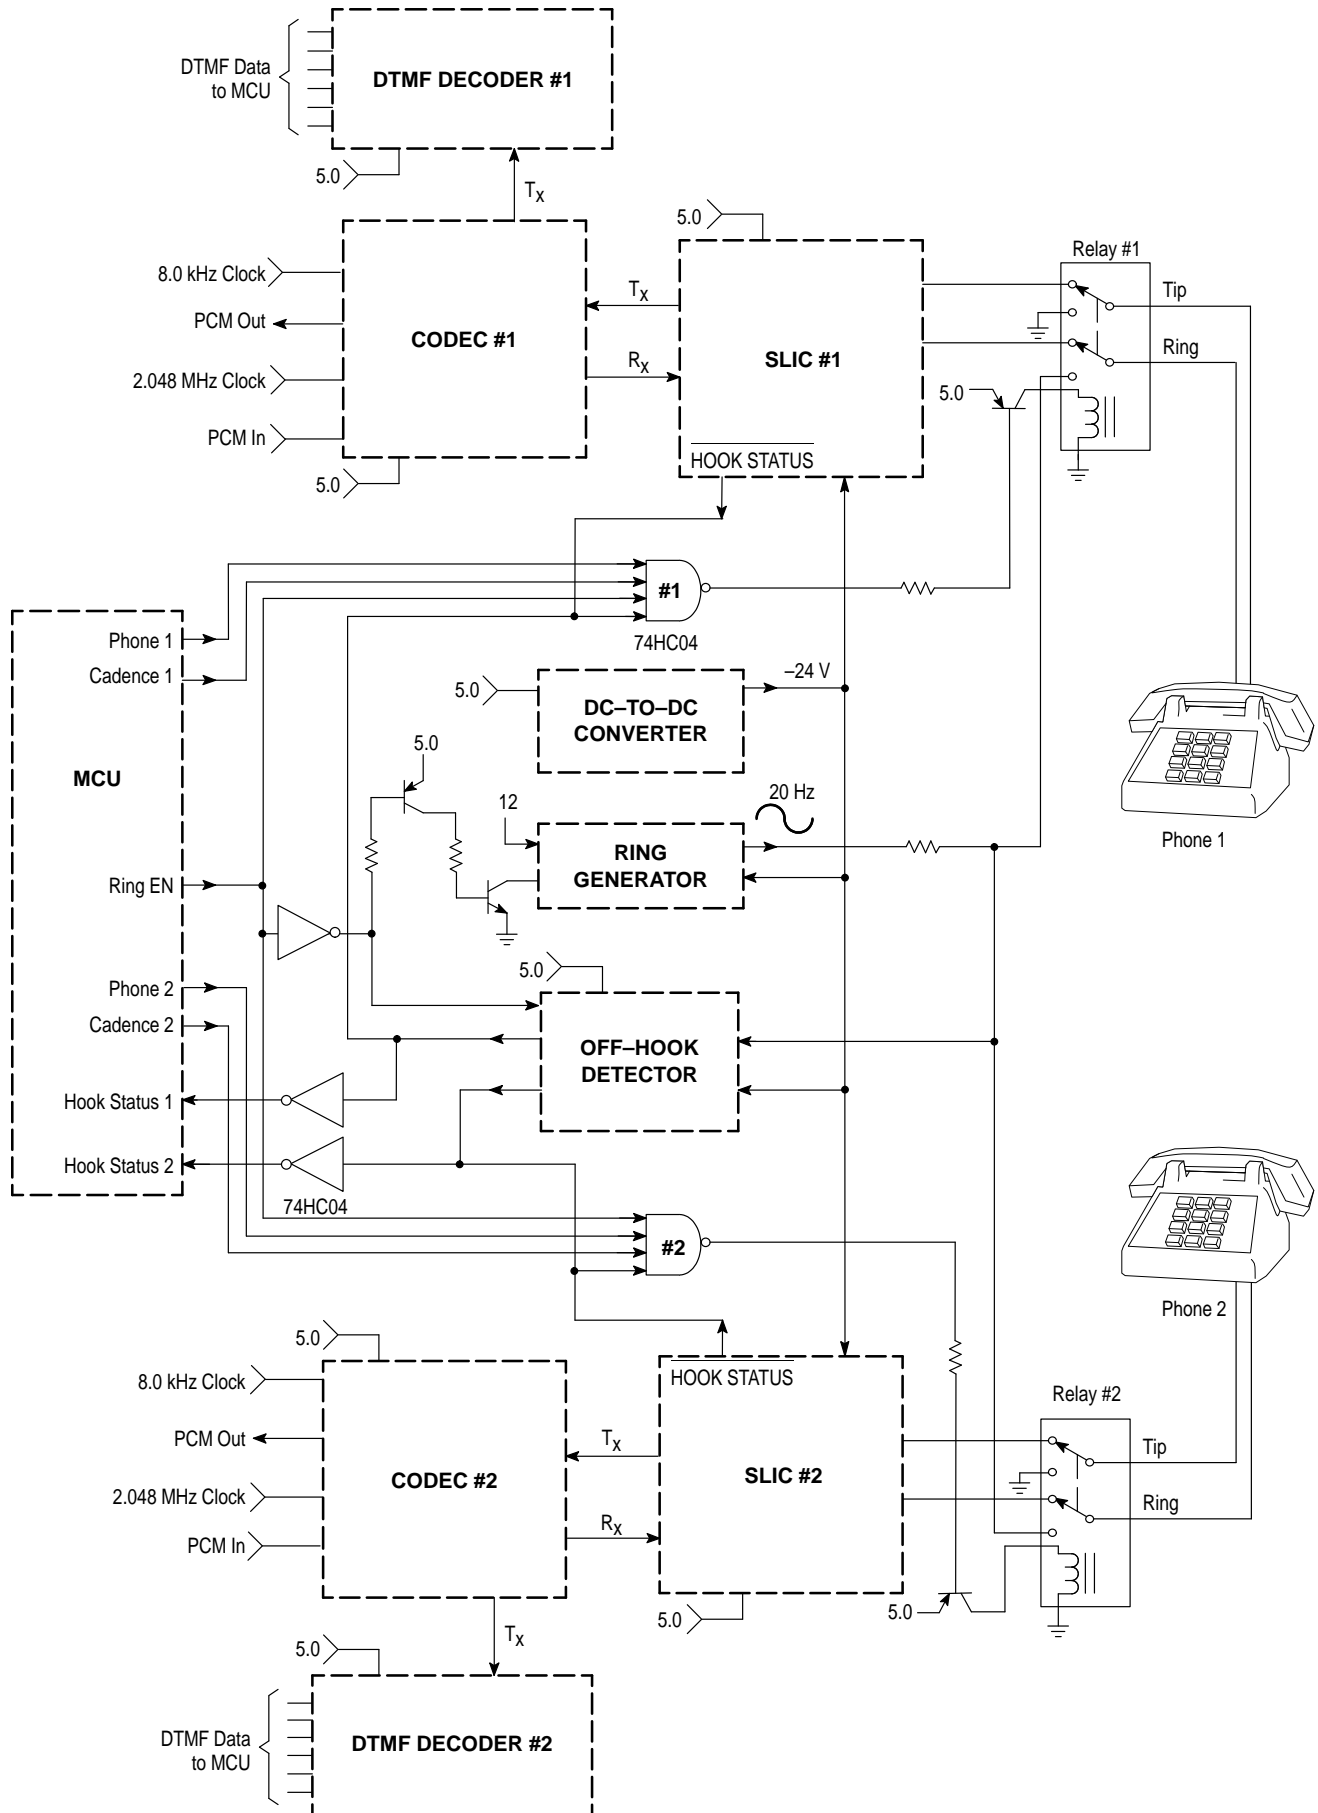 DTMF Data
to MCU
DTMF DECODER #1
5.0
Tx
5.0
8.0 kHz Clock
PCM Out
2.048 MHz Clock
PCM In
CODEC #1
5.0
Tx
Rx
SLIC #1
HOOK STATUS
Relay #1
Tip
Ring
5.0
#1
74HC04
Phone 1
Cadence 1
MCU
Ring EN
Phone 2
Cadence 2
Hook Status 1
Hook Status 2
5.0
DC–TO–DC
CONVERTER
–24 V
5.0
12
RING
GENERATOR
20 Hz
Phone 1
5.0
OFF–HOOK
DETECTOR
74HC04
#2
Phone 2
5.0
8.0 kHz Clock
PCM Out
2.048 MHz Clock
PCM In
CODEC #2
Tx
Rx
HOOK STATUS
SLIC #2
5.0
Relay #2
Tip
Ring
5.0
Tx
5.0
DTMF Data
to MCU
DTMF DECODER #2